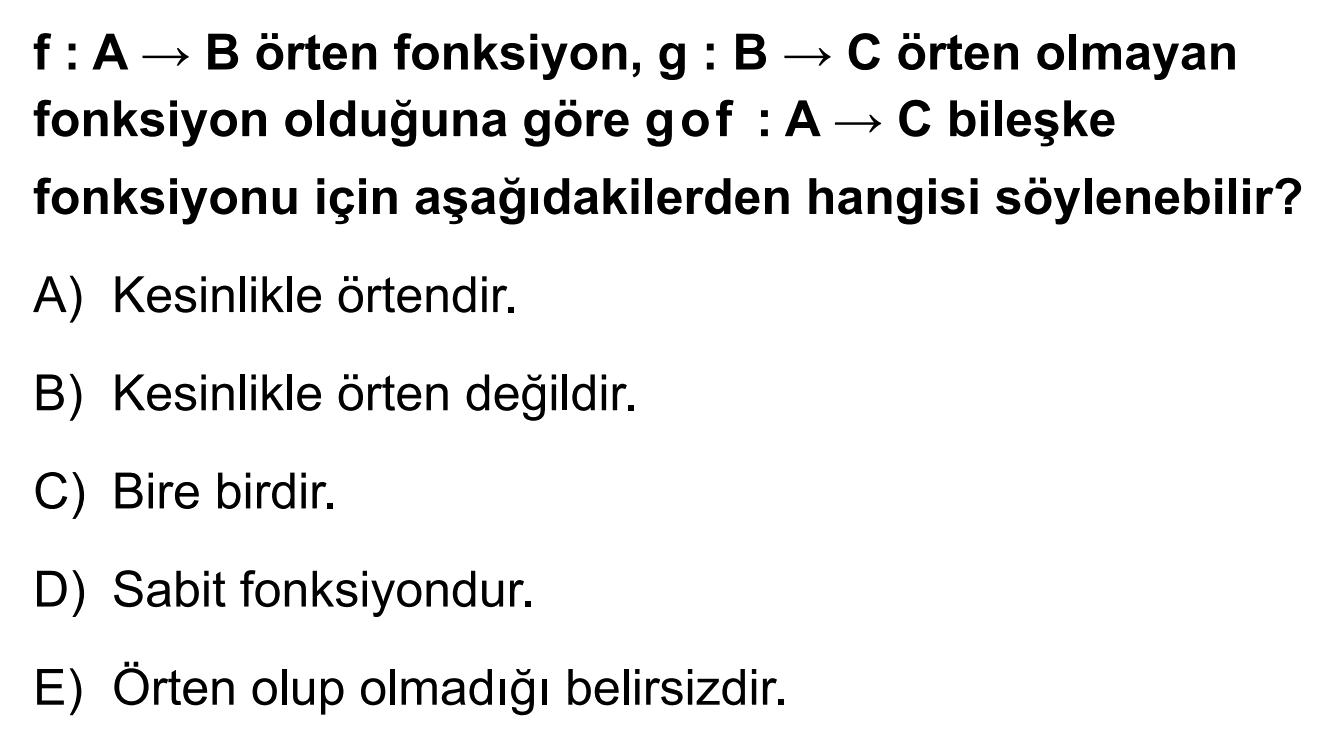 f : A → B örten fonksiyon, g : B → C örten olmayan
fonksiyon olduğuna göre gof : A → C bileşke
fonksiyonu için aşağıdakilerden hangisi söylenebilir?
A) Kesinlikle örtendir.
B) Kesinlikle örten değildir.
C) Bire birdir.
D) Sabit fonksiyondur.
E) Örten olup olmadığı belirsizdir.